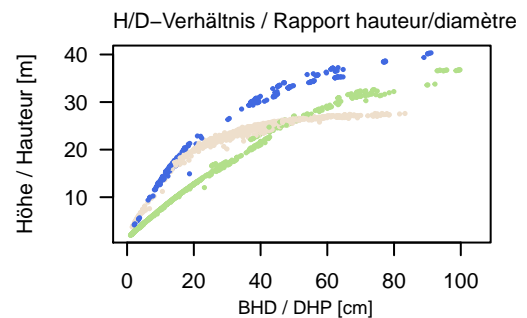 H/D−Verhältnis / Rapport hauteur/diamètre
Höhe / Hauteur [m]
40
30
20
10
0 20 40 60 80 100
BHD / DHP [cm]